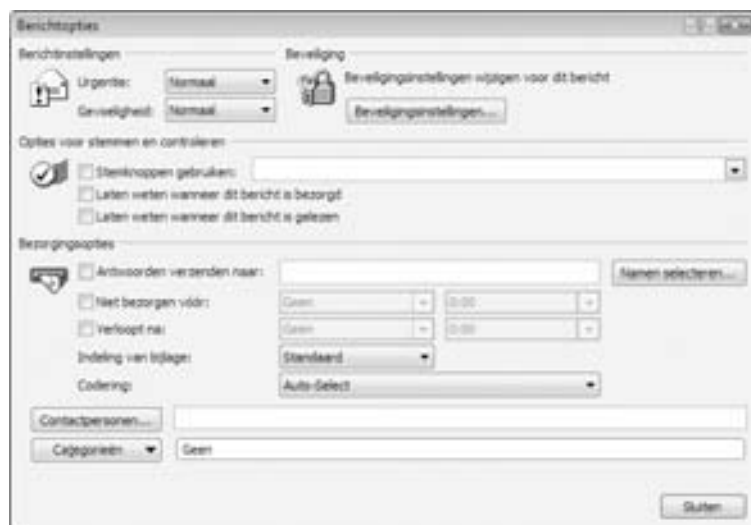 Berichtopties
Berichtinstellingen
Beveiliging
Urgentie: Normaal
Gevoeligheid: Normaal
Beveiligingsinstellingen wijzigen voor dit bericht
Beveiligingsinstellingen...
Opties voor stemmen en controleren
Stemknoppen gebruiken:
Laten weten wanneer dit bericht is bezorgd
Laten weten wanneer dit bericht is gelezen
Bezorgingsopties
Antwoorden verzenden naar:
Namen selecteren...
Niet bezorgen vóór: Geen 0:00
Verloopt na: Geen 0:00
Indeling van bijlage: Standaard
Codering: Auto-Select
Contactpersonen...
Categorieën Geen
Sluiten